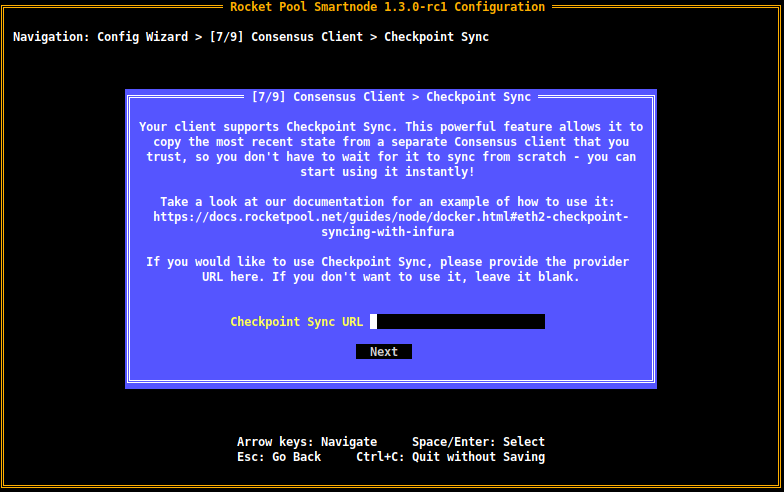 Rocket Pool Smartnode 1.3.0-rc1 Configuration
Navigation: Config Wizard > [7/9] Consensus Client > Checkpoint Sync
[7/9] Consensus Client > Checkpoint Sync
Your client supports Checkpoint Sync. This powerful feature allows it to
copy the most recent state from a separate Consensus client that you
trust, so you don't have to wait for it to sync from scratch - you can
start using it instantly!
Take a look at our documentation for an example of how to use it:
https://docs.rocketpool.net/guides/node/docker.html#eth2-checkpoint-
syncing-with-infura
If you would like to use Checkpoint Sync, please provide the provider
URL here. If you don't want to use it, leave it blank.
Checkpoint Sync URL
Next
Arrow keys: Navigate     Space/Enter: Select
Esc: Go Back     Ctrl+C: Quit without Saving